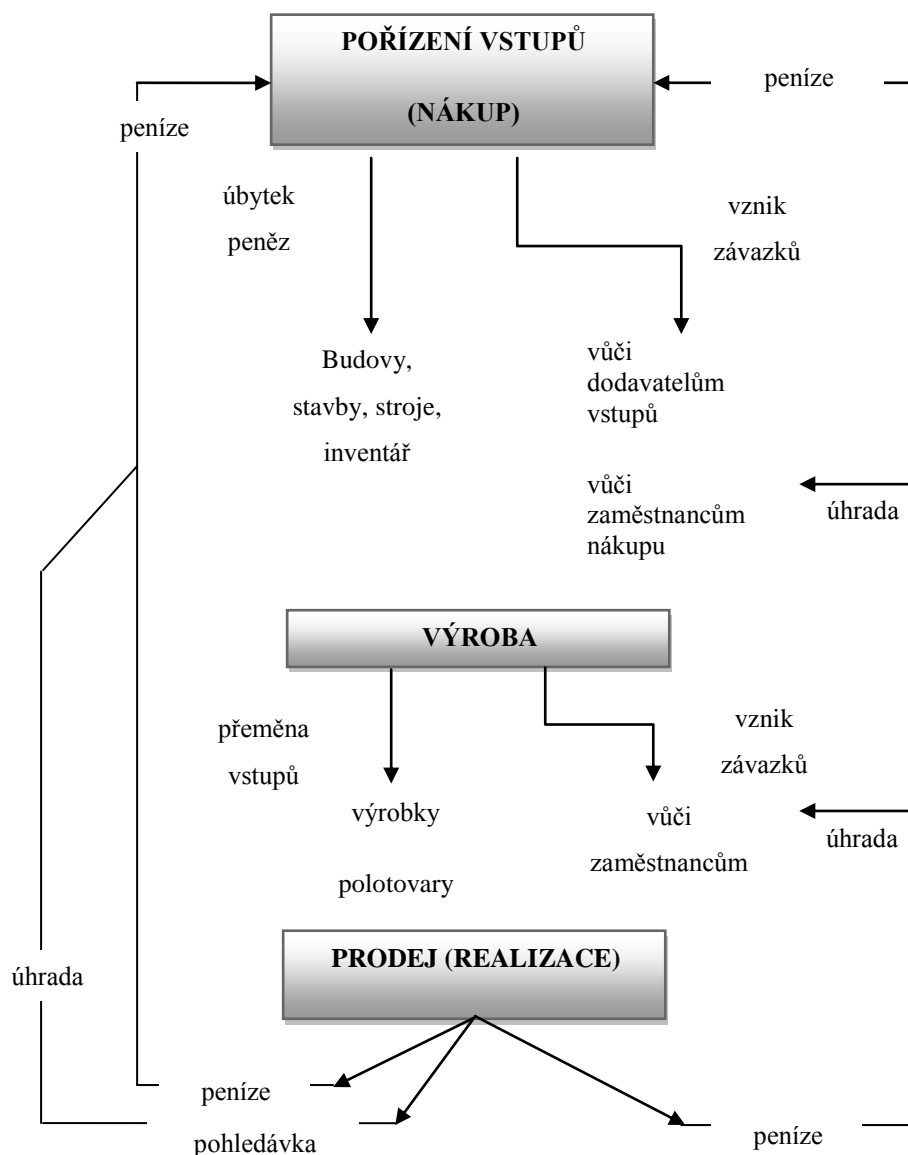 POŘÍZENÍ VSTUPŮ
(NÁKUP)
peníze
peníze
úbytek
peněz
vznik
závazků
Budovy,
stavby, stroje,
inventář
vůči
dodavatelům
vstupů
vůči
zaměstnancům
nákupu
úhrada
VÝROBA
přeměna
vstupů
vznik
závazků
výrobky
polotovary
vůči
zaměstnancům
úhrada
PRODEJ (REALIZACE)
úhrada
peníze
pohledávka
peníze